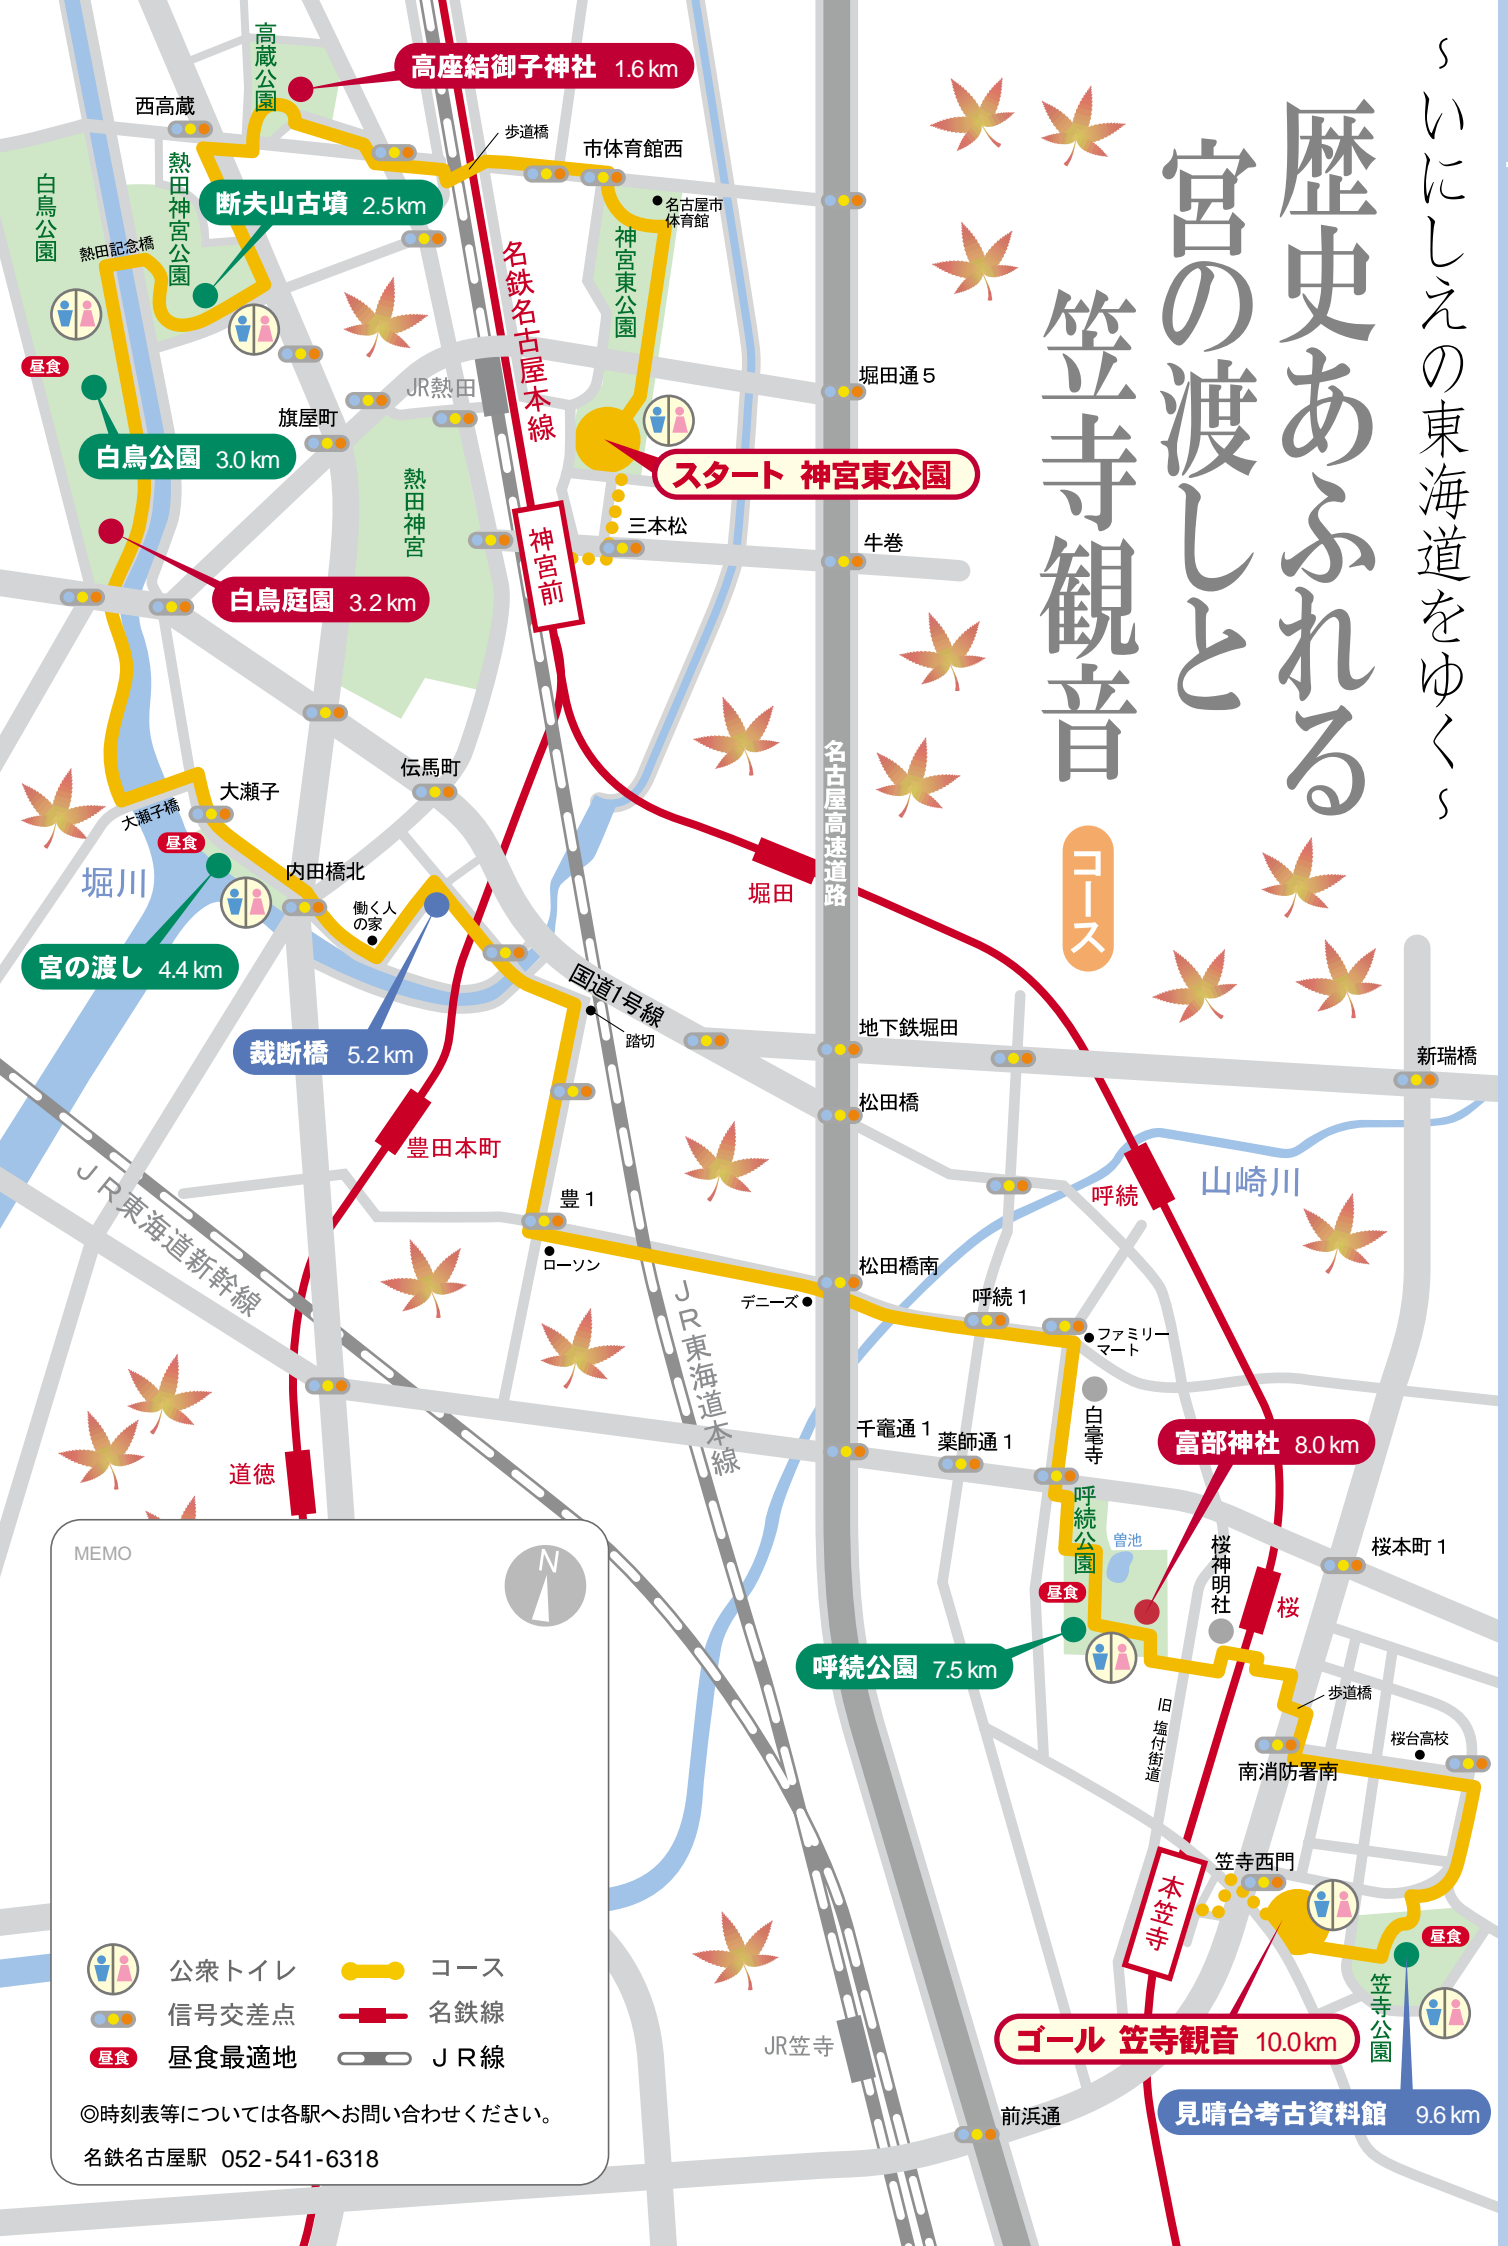 ～いにしえの東海道をゆく～
歴史あふれる
宮の渡しと
笠寺観音
コース
高蔵公園
高座結御子神社 1.6km
西高蔵
歩道橋
市体育館西
白鳥公園
熱田神宮公園
断夫山古墳 2.5km
名古屋市
体育館
熱田記念橋
名鉄名古屋本線
神宮東公園
昼食
JR熱田
堀田通5
旗屋町
白鳥公園 3.0km
スタート 神宮東公園
熱田神宮
三本松
牛巻
神宮前
白鳥庭園 3.2km
名古屋高速道路
伝馬町
大瀬子
大瀬子橋
昼食
堀川
内田橋北
働く人
の家
堀田
宮の渡し 4.4km
国道1号線
踏切
裁断橋 5.2km
地下鉄堀田
新瑞橋
松田橋
豊田本町
JR東海道新幹線
豊1
呼続
山崎川
ローソン
松田橋南
デニーズ
JR東海道本線
呼続1
ファミリー
マート
白毫寺
千竈通1
薬師通1
富部神社 8.0km
道徳
呼続公園
曽池
桜神明社
桜本町1
昼食
桜
呼続公園 7.5km
旧塩付街道
歩道橋
桜台高校
南消防署南
笠寺西門
本笠寺
昼食
笠寺公園
ゴール 笠寺観音 10.0km
JR笠寺
前浜通
見晴台考古資料館 9.6km
MEMO
N
公衆トイレ
コース
信号交差点
名鉄線
昼食
昼食最適地
JR線
◎時刻表等については各駅へお問い合わせください。
名鉄名古屋駅 052-541-6318